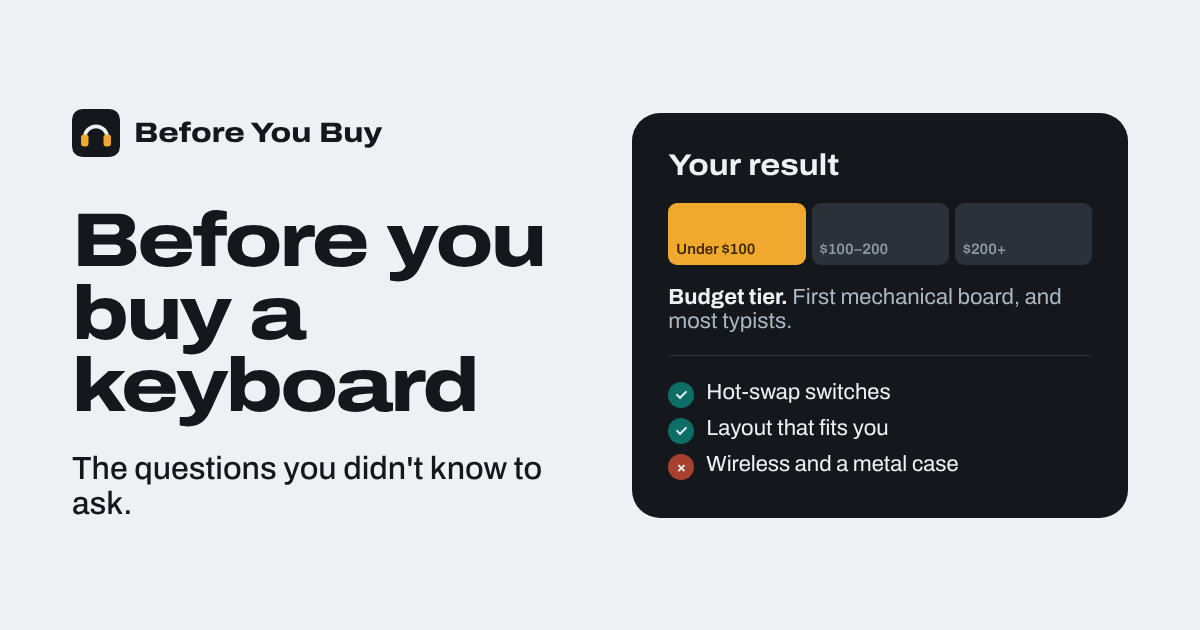 Before You Buy
Before you
buy a
keyboard
The questions you didn't know to
ask.
Your result
Under $100
$100–200
$200+
Budget tier. First mechanical board, and
most typists.
Hot-swap switches
Layout that fits you
Wireless and a metal case